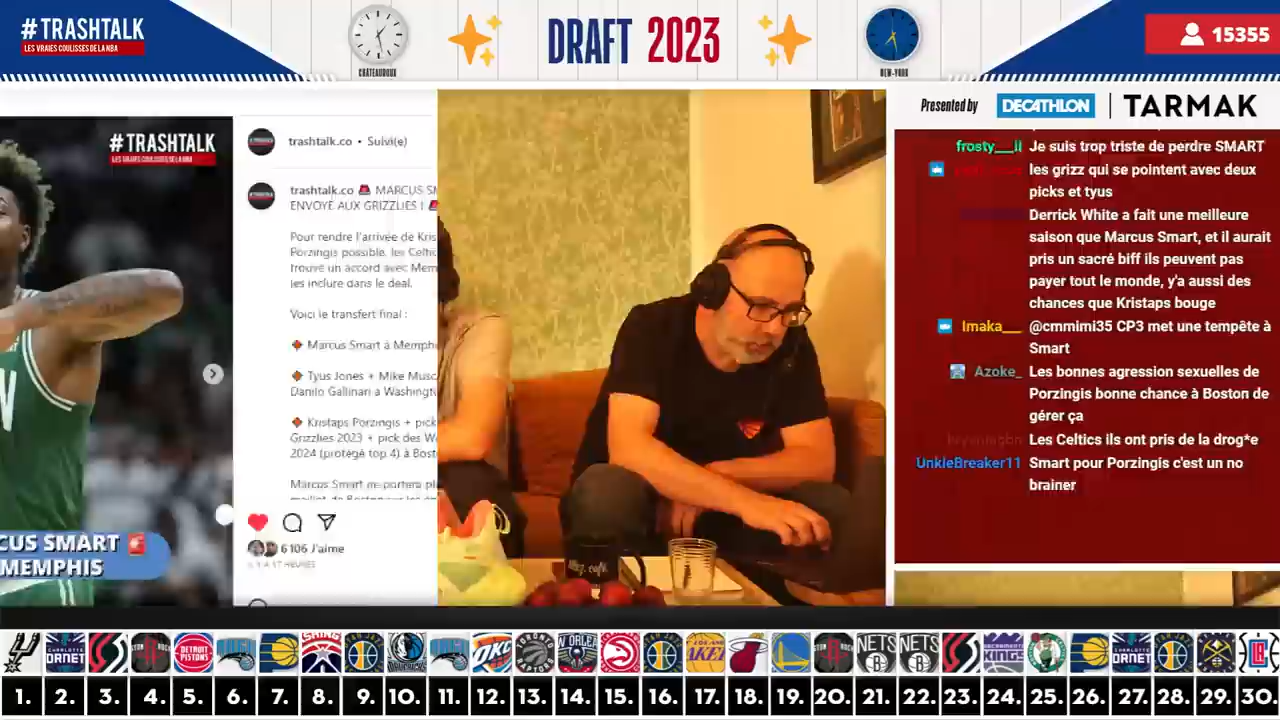 #TRASHTALK
LES VRAIES COULISSES DE LA NBA
CHÂTEAUROUX
DRAFT 2023
NEW-YORK
15355
Presented by DECATHLON | TARMAK
#TRASHTALK
LES VRAIES COULISSES DE LA NBA
trashtalk.co • Suivi(e)
trashtalk.co 🚨 MARCUS SM
ENVOYÉ AUX GRIZZLIES ! 🚨
Pour rendre l'arrivée de Kris
Porzingis possible, les Celtic
trouvé un accord avec Mem
les inclure dans le deal.
Voici le transfert final :
Marcus Smart à Memph
Tyus Jones + Mike Musc
Danilo Gallinari à Washingt
Kristaps Porzingis + pick
Grizzlies 2023 + pick des W
2024 (protégé top 4) à Bost
Marcus Smart ne portera pl
6 106 J'aime
IL Y A 17 HEURES
CUS SMART 🚨
MEMPHIS
frosty___ll Je suis trop triste de perdre SMART
les grizz qui se pointent avec deux
picks et tyus
Derrick White a fait une meilleure
saison que Marcus Smart, et il aurait
pris un sacré biff ils peuvent pas
payer tout le monde, y'a aussi des
chances que Kristaps bouge
Imaka___ @cmmimi35 CP3 met une tempête à
Smart
Azoke_ Les bonnes agression sexuelles de
Porzingis bonne chance à Boston de
gérer ça
Les Celtics ils ont pris de la drog*e
UnkleBreaker11 Smart pour Porzingis c'est un no
brainer
1. 2. 3. 4. 5. 6. 7. 8. 9. 10. 11. 12. 13. 14. 15. 16. 17. 18. 19. 20. 21. 22. 23. 24. 25. 26. 27. 28. 29. 30.